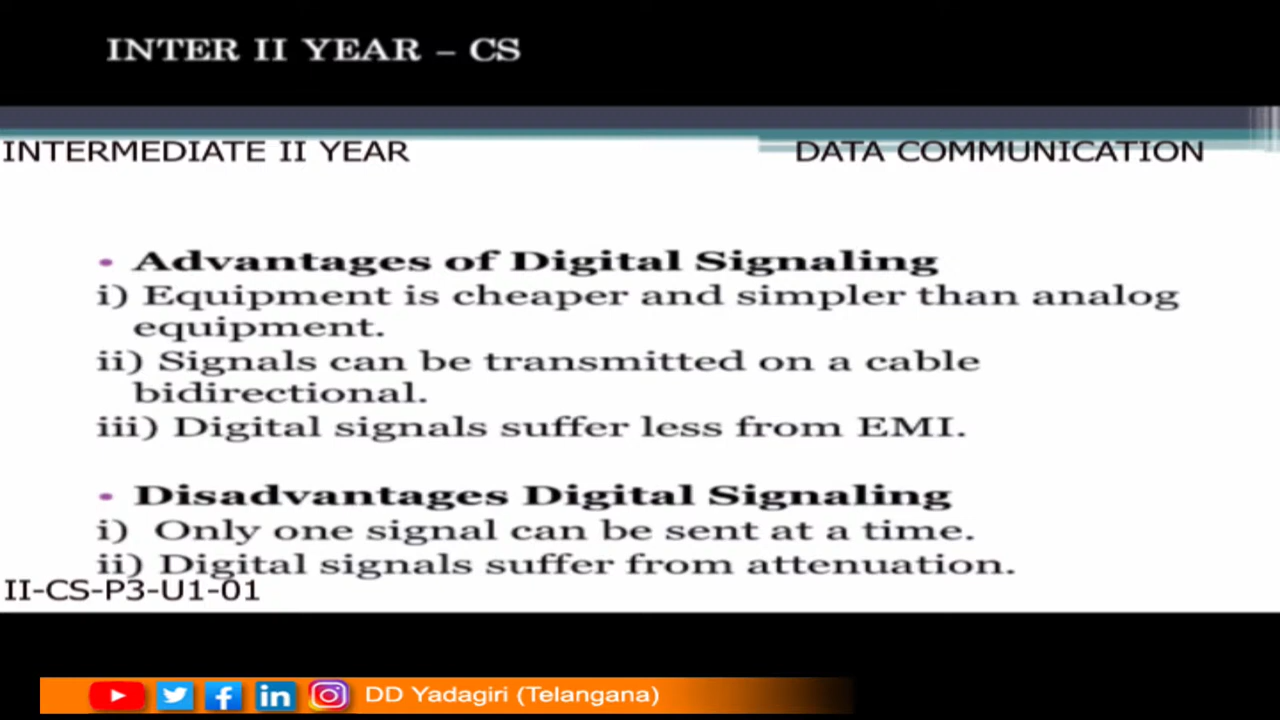 INTER II YEAR – CS
INTERMEDIATE II YEAR
DATA COMMUNICATION
• Advantages of Digital Signaling
i) Equipment is cheaper and simpler than analog
equipment.
ii) Signals can be transmitted on a cable
bidirectional.
iii) Digital signals suffer less from EMI.
• Disadvantages Digital Signaling
i) Only one signal can be sent at a time.
ii) Digital signals suffer from attenuation.
II-CS-P3-U1-01
DD Yadagiri (Telangana)